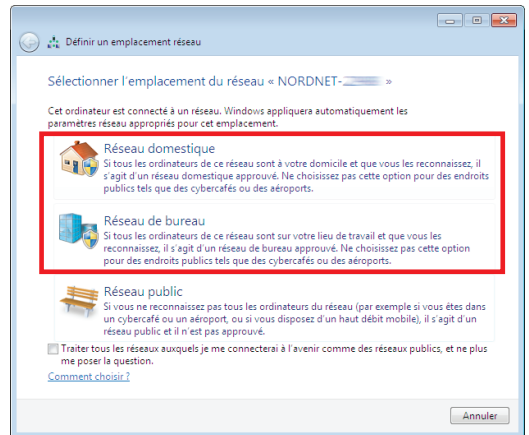 Définir un emplacement réseau
Sélectionner l'emplacement du réseau « NORDNET- »
Cet ordinateur est connecté à un réseau. Windows appliquera automatiquement les
paramètres réseau appropriés pour cet emplacement.
Réseau domestique
Si tous les ordinateurs de ce réseau sont à votre domicile et que vous les reconnaissez, il
s'agit d'un réseau domestique approuvé. Ne choisissez pas cette option pour des endroits
publics tels que des cybercafés ou des aéroports.
Réseau de bureau
Si tous les ordinateurs de ce réseau sont sur votre lieu de travail et que vous les
reconnaissez, il s'agit d'un réseau de bureau approuvé. Ne choisissez pas cette option
pour des endroits publics tels que des cybercafés ou des aéroports.
Réseau public
Si vous ne reconnaissez pas tous les ordinateurs du réseau (par exemple si vous êtes dans
un cybercafé ou un aéroport, ou si vous disposez d'un haut débit mobile), il s'agit d'un
réseau public et il n'est pas approuvé.
Traiter tous les réseaux auxquels je me connecterai à l'avenir comme des réseaux publics, et ne plus
me poser la question.
Comment choisir ?
Annuler